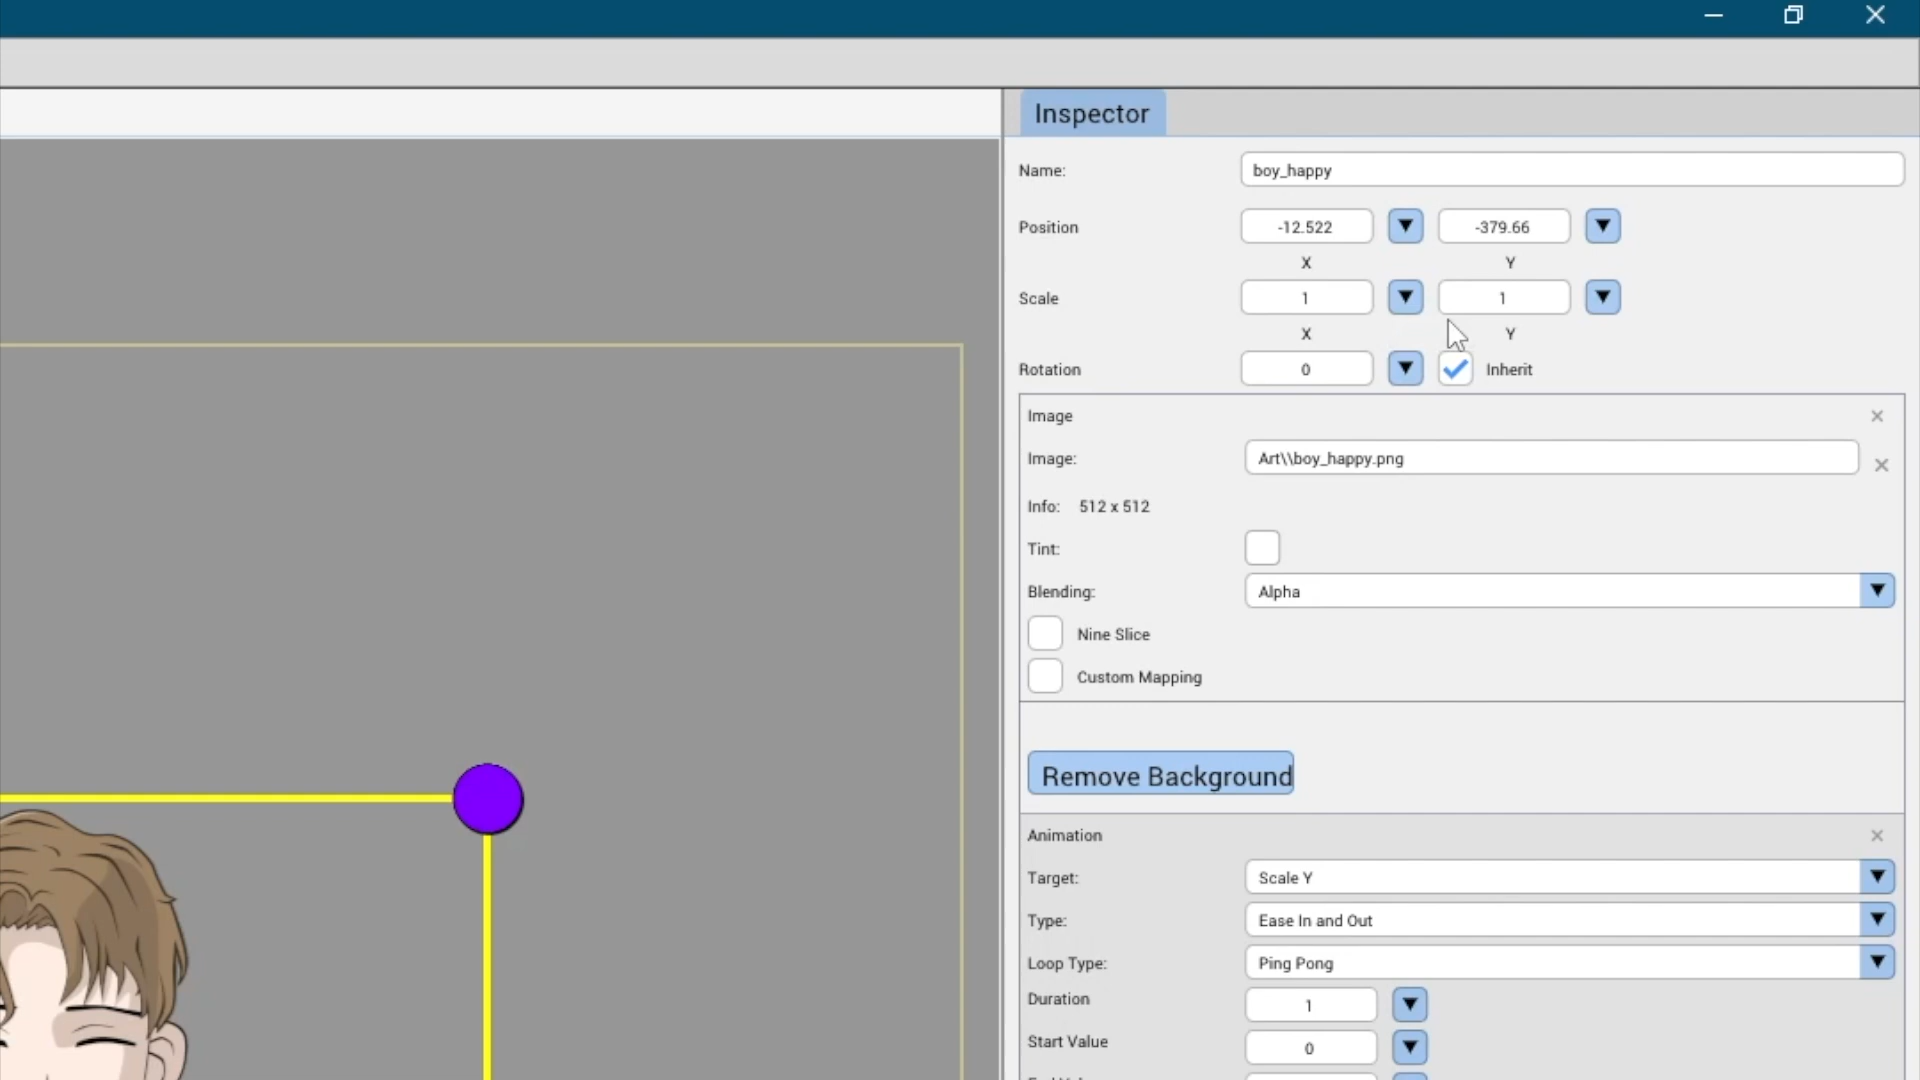 Inspector
Name: boy_happy
Position -12.522 -379.66
X Y
Scale 1 1
X Y
Rotation 0 Inherit
Image
Image: Art\\boy_happy.png
Info: 512 x 512
Tint:
Blending: Alpha
Nine Slice
Custom Mapping
Remove Background
Animation
Target: Scale Y
Type: Ease In and Out
Loop Type: Ping Pong
Duration 1
Start Value 0